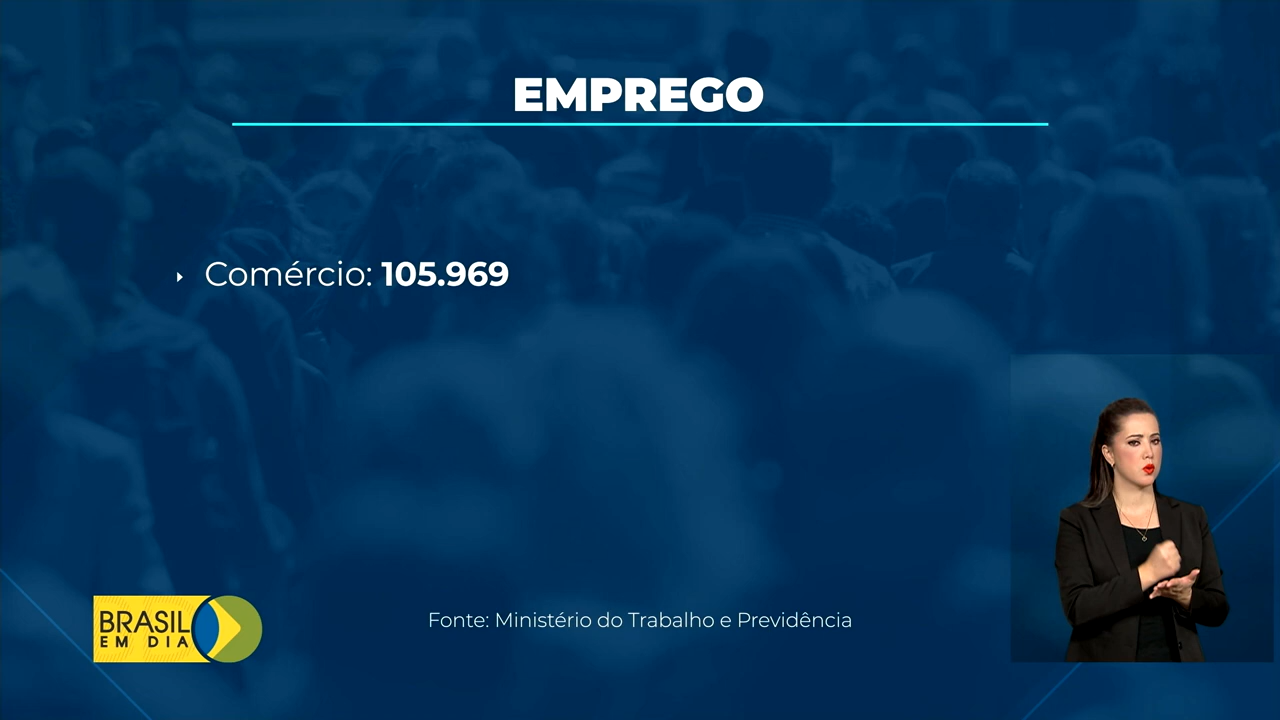 EMPREGO
Comércio: 105.969
Fonte: Ministério do Trabalho e Previdência
BRASIL
EM DIA